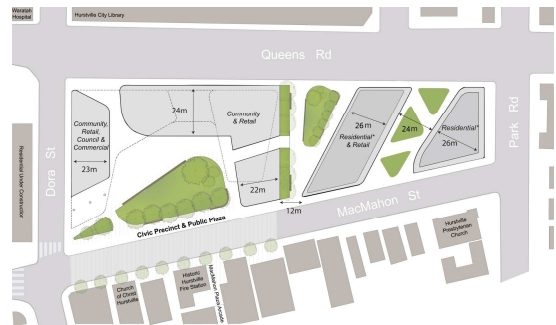 Waratah
Hospital
Hurstville City Library
Queens Rd
Dora St
Park Rd
MacMahon St
Residential Under Constructior
Community,
Retail,
Council &
Commercial
23m
24m
Community
& Retail
22m
12m
26m
Residential*
& Retail
24m
Residential*
26m
Civic Precinct & Public Plaza
Church
of Christ
Hurstville
Historic
Hurstville
Fire Station
MacMahon Plaza Arcade
Hurstville
Presbyterian
Church